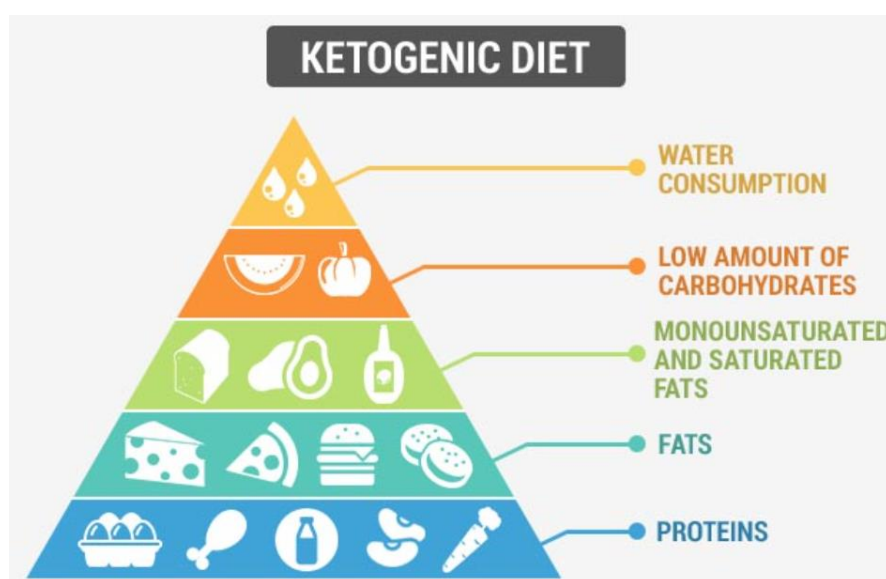 KETOGENIC DIET
WATER
CONSUMPTION
LOW AMOUNT OF
CARBOHYDRATES
MONOUNSATURATED
AND SATURATED
FATS
FATS
PROTEINS